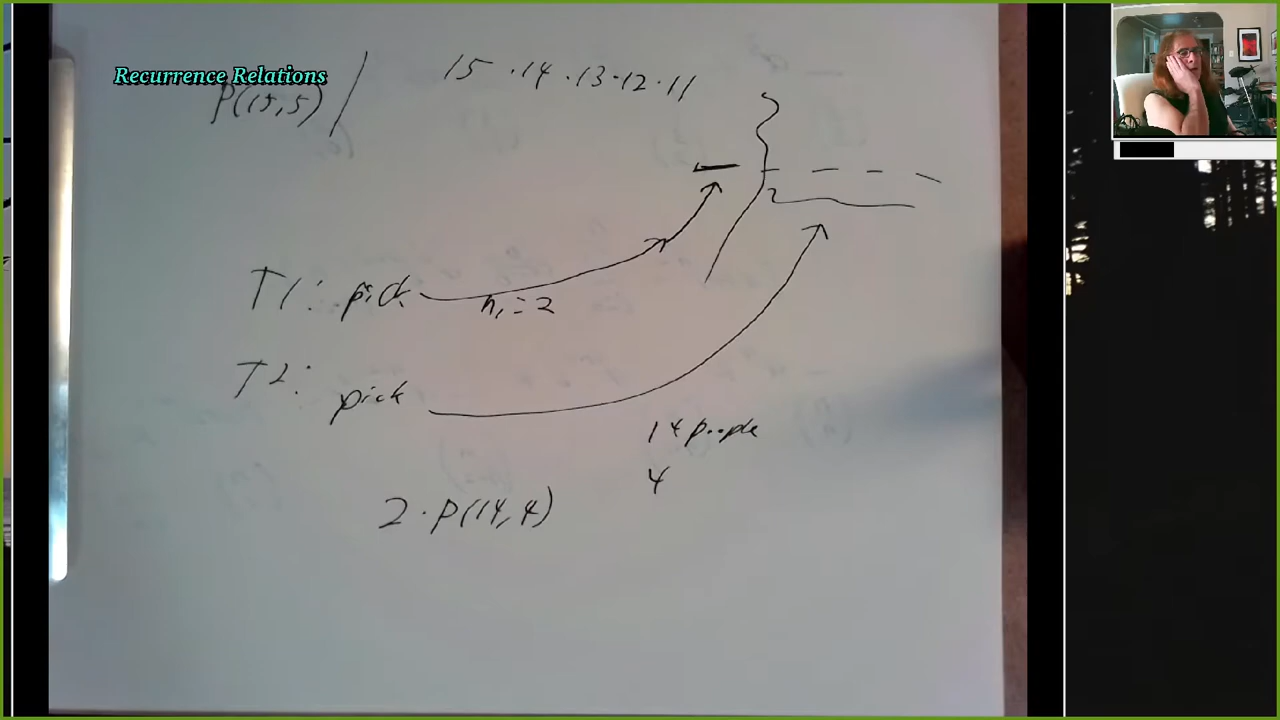 Recurrence Relations
P(15,5)
15 · 14 · 13 · 12 · 11
T1: pick
n₁ = 2
T2: pick
14 people
4
2 · P(14,4)